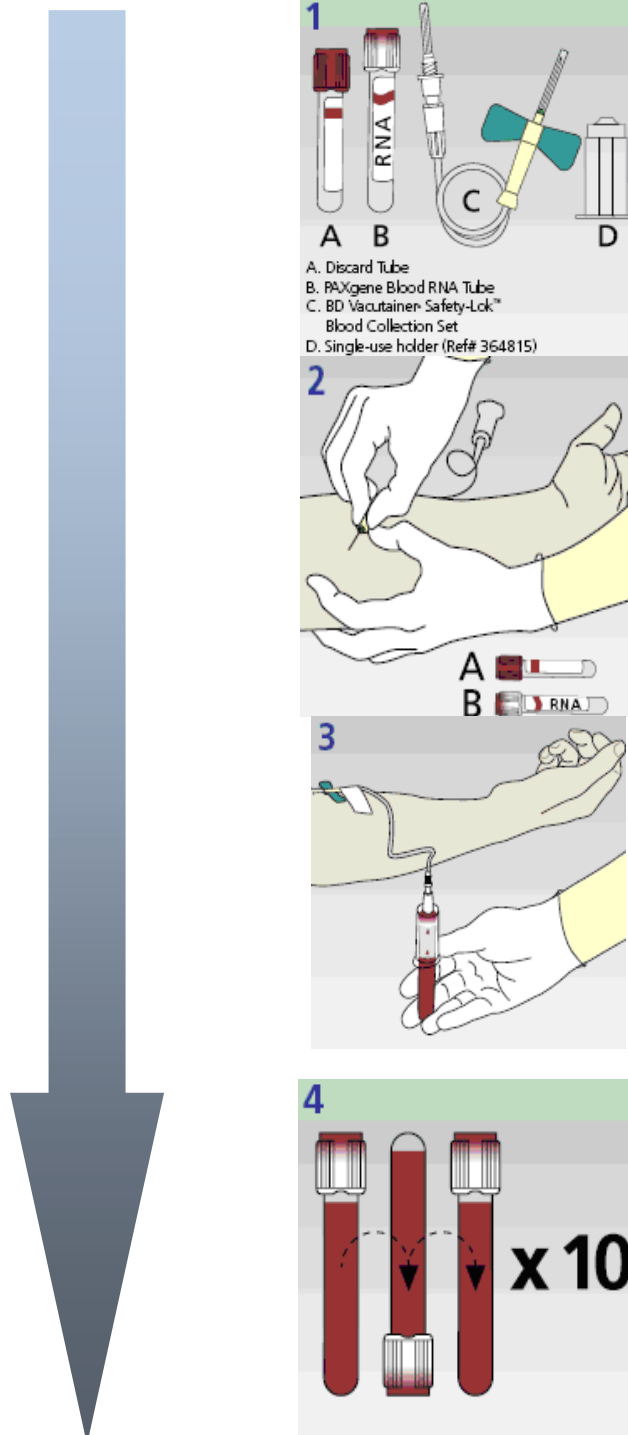 1
RNA
C
A B D
A. Discard Tube
B. PAXgene Blood RNA Tube
C. BD Vacutainer Safety-Lok™
Blood Collection Set
D. Single-use holder (Ref# 364815)
2
A
B RNA
3
4
x 10